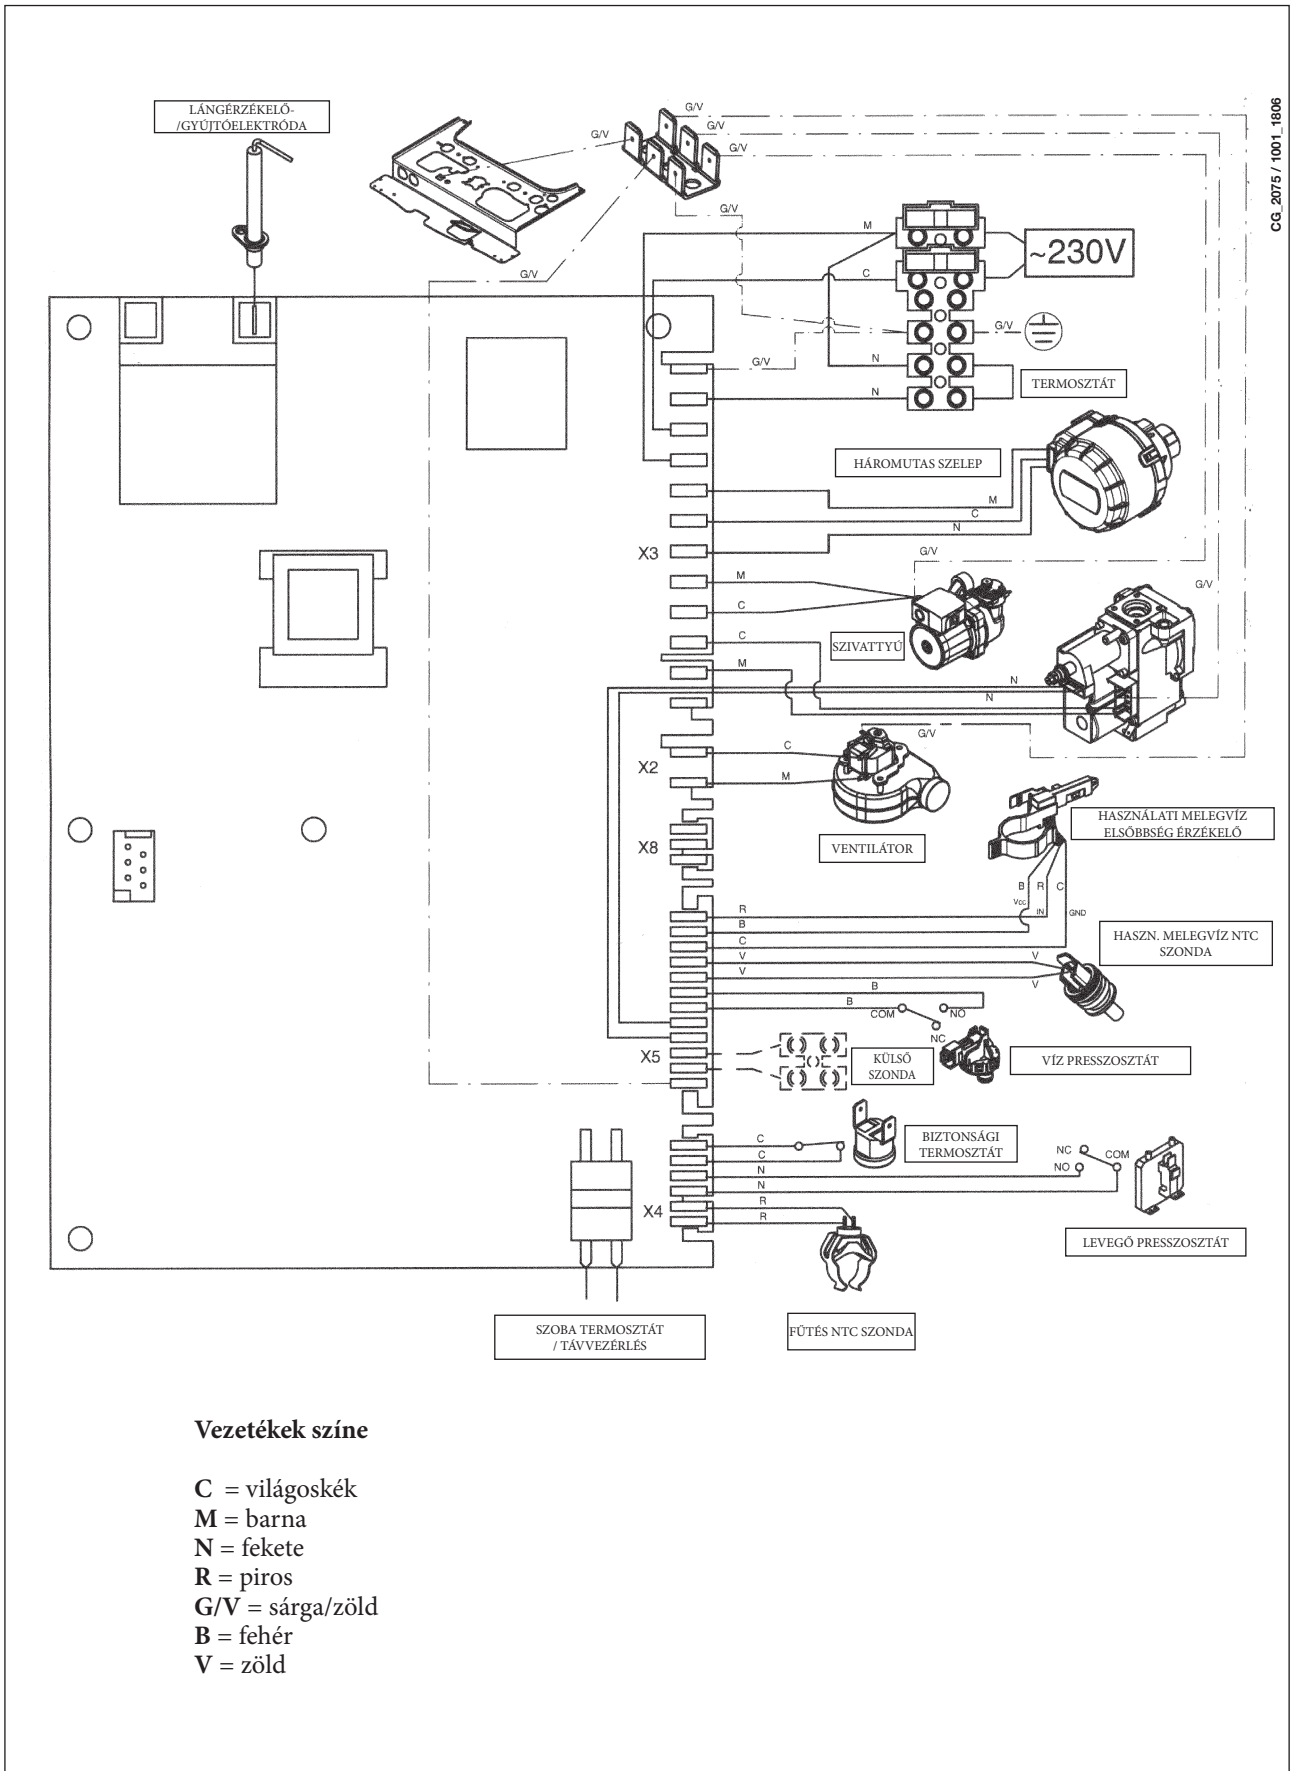 CG_2075 / 1001_1806
LÁNGÉRZÉKELŐ-
/GYÚJTÓELEKTRÓDA
G/V
G/V
G/V
G/V
G/V
G/V
M
~230V
C
G/V
G/V
N
TERMOSZTÁT
N
HÁROMUTAS SZELEP
M
C
N
X3
G/V
M
G/V
C
C
SZIVATTYÚ
M
N
N
G/V
C
X2
M
HASZNÁLATI MELEGVÍZ
ELSŐBBSÉG ÉRZÉKELŐ
X8
VENTILÁTOR
B R C
Vcc
R
IN
GND
B
C
HASZN. MELEGVÍZ NTC
SZONDA
V
V
V
V
B
B
COM
NO
NC
X5
KÜLSŐ
SZONDA
VÍZ PRESSZOSZTÁT
C
C
BIZTONSÁGI
TERMOSZTÁT
NC
COM
NO
N
N
R
X4
R
LEVEGŐ PRESSZOSZTÁT
SZOBA TERMOSZTÁT
/ TÁVVEZÉRLÉS
FŰTÉS NTC SZONDA
Vezetékek színe
C = világoskék
M = barna
N = fekete
R = piros
G/V = sárga/zöld
B = fehér
V = zöld